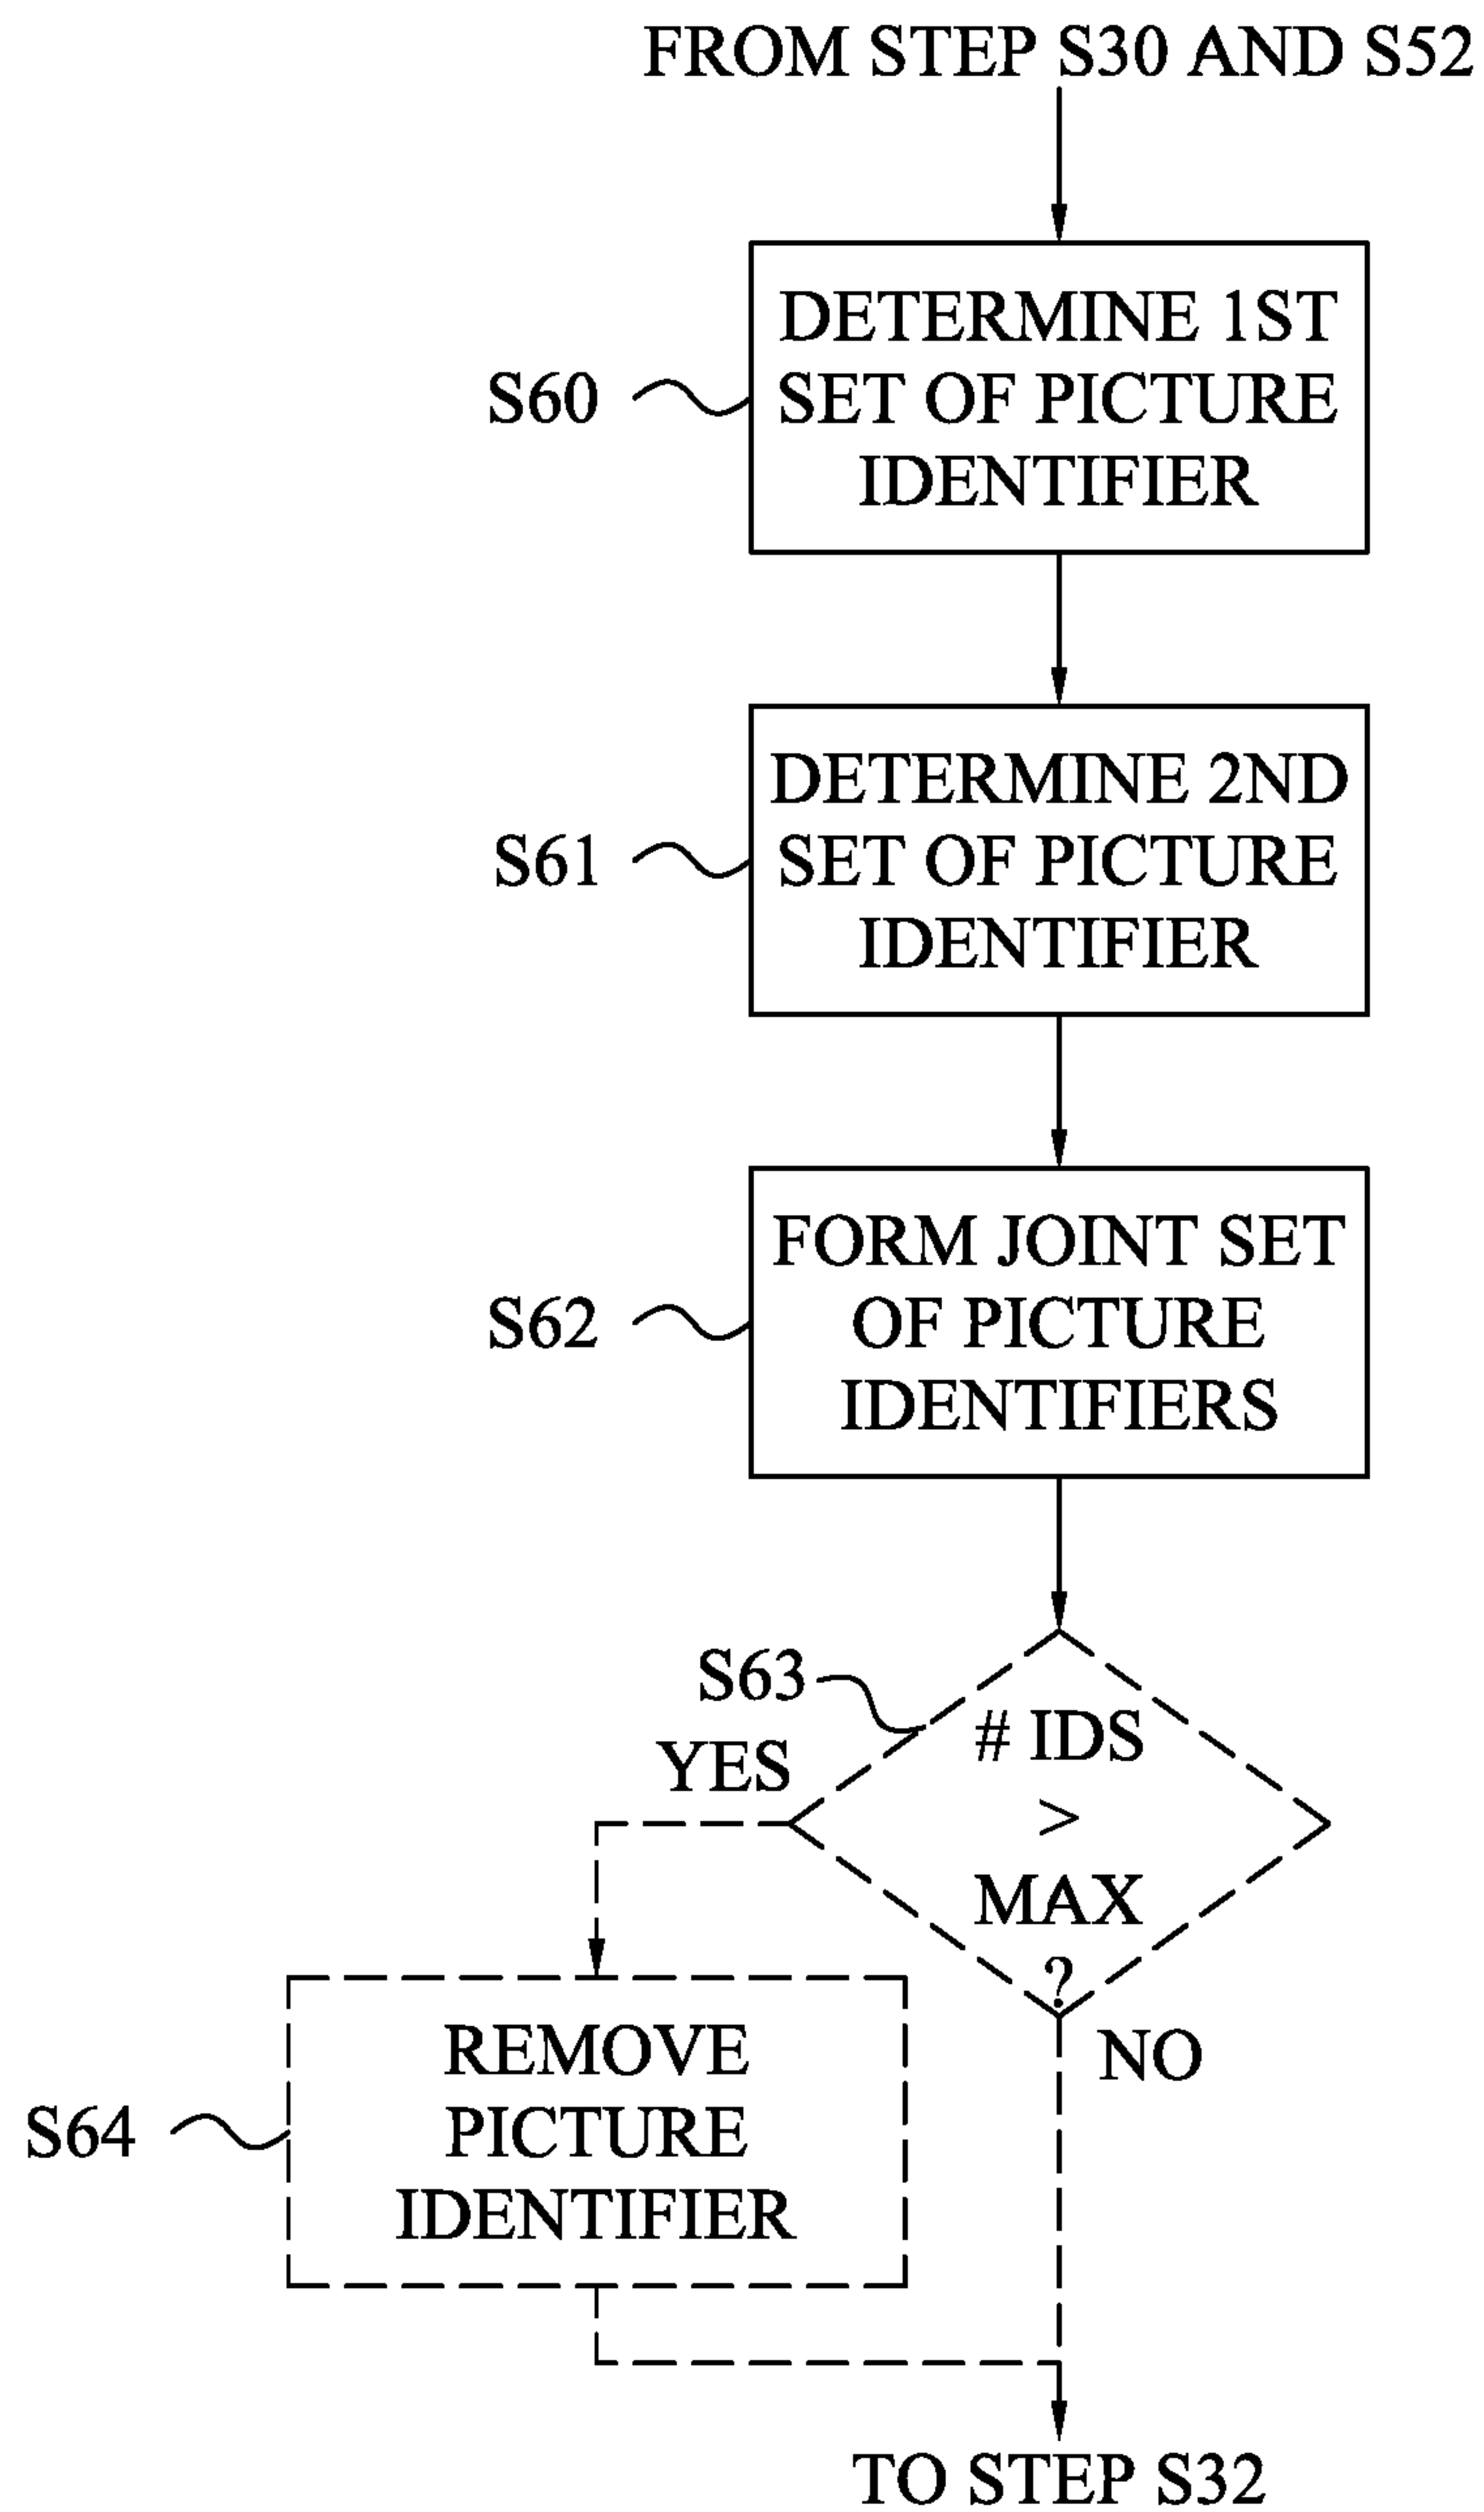 FROM STEP S30 AND S52
DETERMINE 1ST
SET OF PICTURE
IDENTIFIER
S60
DETERMINE 2ND
SET OF PICTURE
IDENTIFIER
S61
FORM JOINT SET
OF PICTURE
IDENTIFIERS
S62
S63
# IDS
>
MAX
?
YES
NO
REMOVE
PICTURE
IDENTIFIER
S64
TO STEP S32